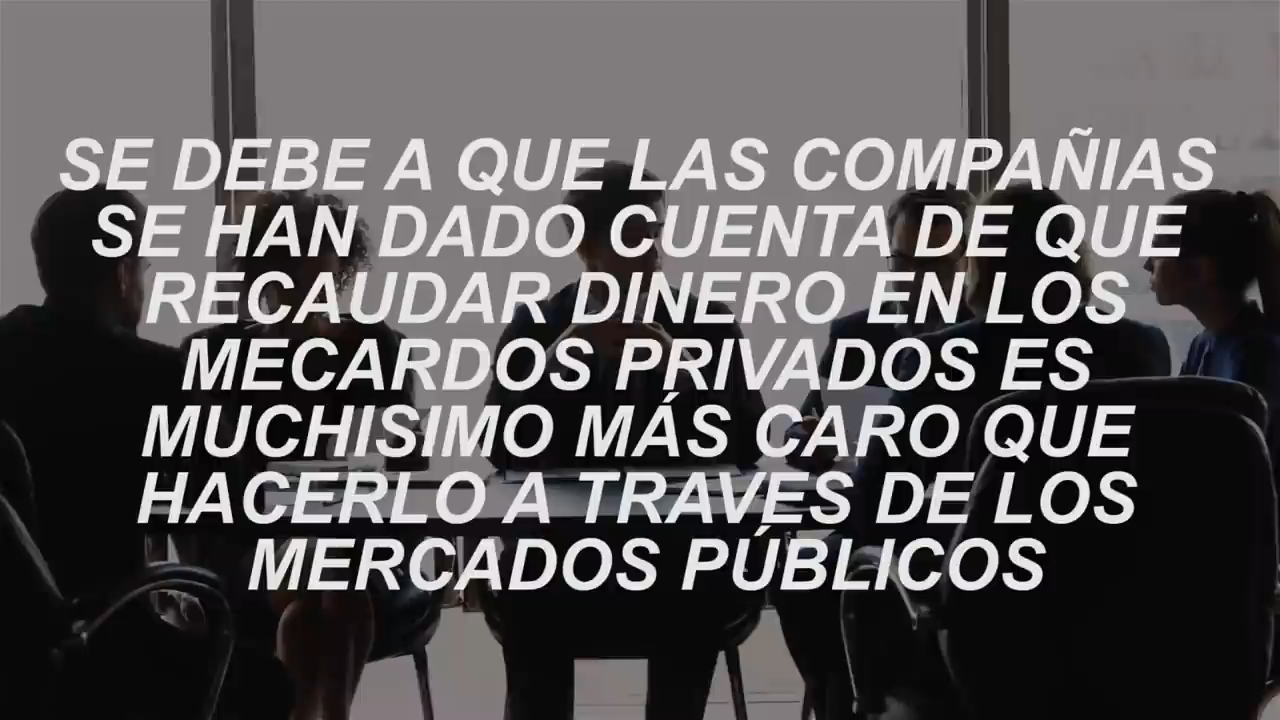 SE DEBE A QUE LAS COMPAÑIAS
SE HAN DADO CUENTA DE QUE
RECAUDAR DINERO EN LOS
MECARDOS PRIVADOS ES
MUCHISIMO MÁS CARO QUE
HACERLO A TRAVES DE LOS
MERCADOS PÚBLICOS